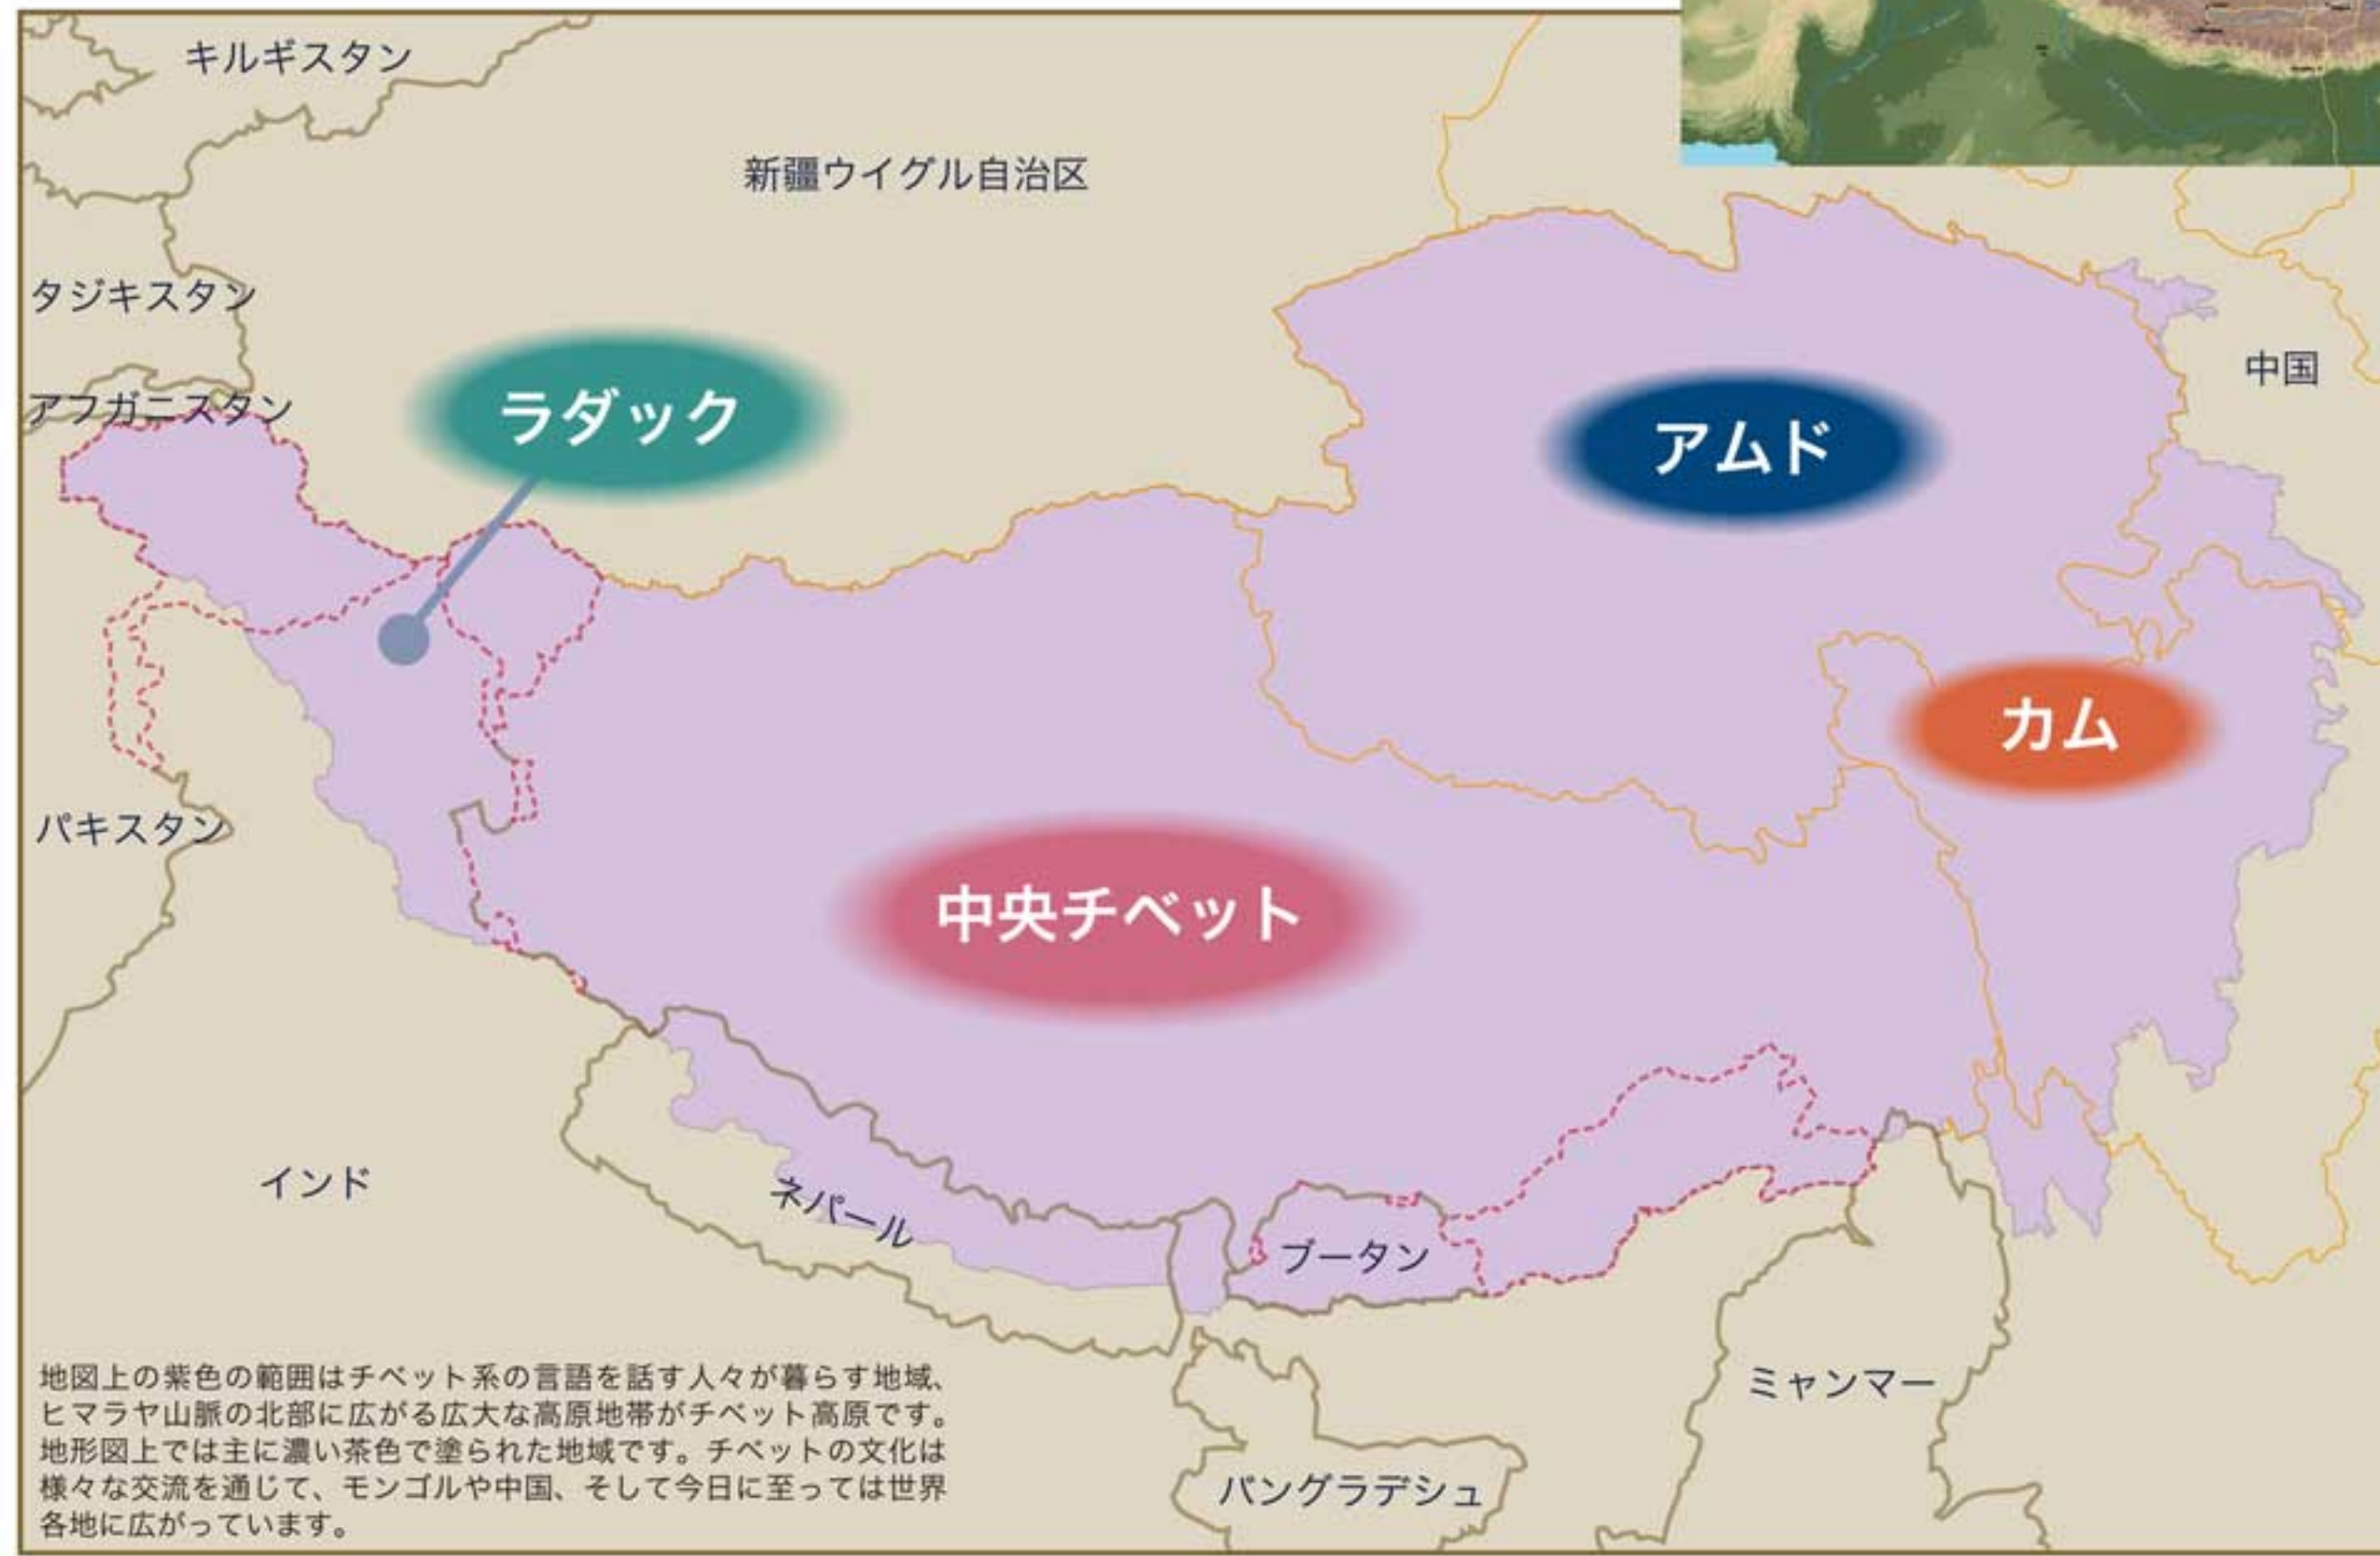 キルギスタン
新疆ウイグル自治区
タジキスタン
アフガニスタン
ラダック
アムド
中国
カム
パキスタン
中央チベット
インド
ネパール
ブータン
ミャンマー
バングラデシュ
地図上の紫色の範囲はチベット系の言語を話す人々が暮らす地域、
ヒマラヤ山脈の北部に広がる広大な高原地帯がチベット高原です。
地形図上では主に濃い茶色で塗られた地域です。チベットの文化は
様々な交流を通じて、モンゴルや中国、そして今日に至っては世界
各地に広がっています。